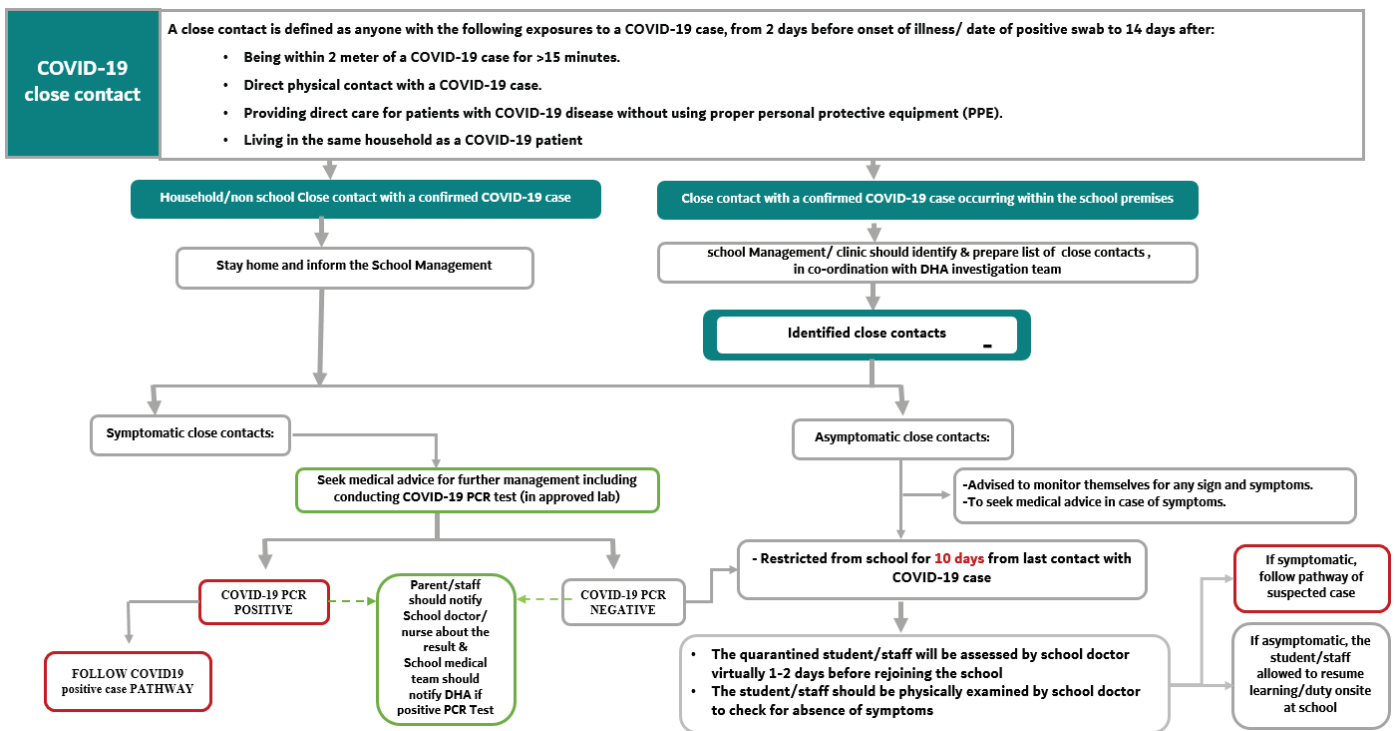 COVID-19
close contact
A close contact is defined as anyone with the following exposures to a COVID-19 case, from 2 days before onset of illness/ date of positive swab to 14 days after:
• Being within 2 meter of a COVID-19 case for >15 minutes.
• Direct physical contact with a COVID-19 case.
• Providing direct care for patients with COVID-19 disease without using proper personal protective equipment (PPE).
• Living in the same household as a COVID-19 patient
Household/non school Close contact with a confirmed COVID-19 case
Close contact with a confirmed COVID-19 case occurring within the school premises
Stay home and inform the School Management
school Management/ clinic should identify & prepare list of close contacts ,
in co-ordination with DHA investigation team
Identified close contacts
Symptomatic close contacts:
Asymptomatic close contacts:
Seek medical advice for further management including
conducting COVID-19 PCR test (in approved lab)
-Advised to monitor themselves for any sign and symptoms.
-To seek medical advice in case of symptoms.
COVID-19 PCR
POSITIVE
Parent/staff
should notify
School doctor/
nurse about the
result &
School medical
team should
notify DHA if
positive PCR Test
COVID-19 PCR
NEGATIVE
- Restricted from school for 10 days from last contact with
COVID-19 case
If symptomatic,
follow pathway of
suspected case
FOLLOW COVID19
positive case PATHWAY
• The quarantined student/staff will be assessed by school doctor
virtually 1-2 days before rejoining the school
• The student/staff should be physically examined by school doctor
to check for absence of symptoms
If asymptomatic, the
student/staff
allowed to resume
learning/duty onsite
at school